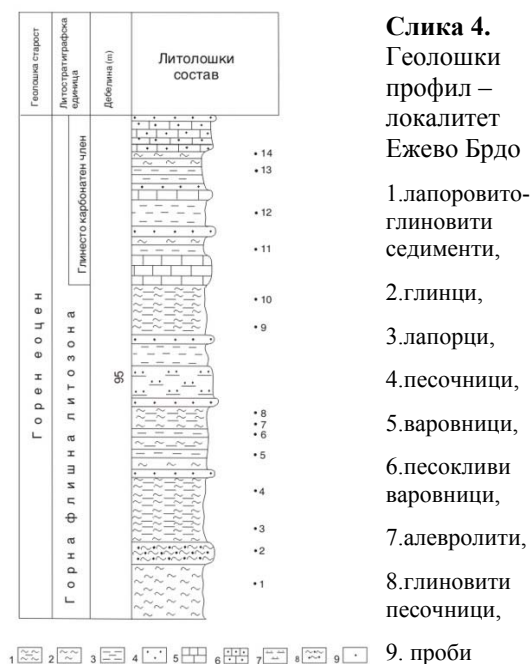 Геолошка старост
Литостратиграфска
единица
Дебелина (m)
Литолошки
состав
Горен еоцен
Горна флишна литозона
Глинесто карбонатен член
95
14
13
12
11
10
9
8
7
6
5
4
3
2
1
1 2 3 4 5 6 7 8 9
Слика 4.
Геолошки
профил –
локалитет
Ежево Брдо
1.лапоровито-
глиновити
седименти,
2.глинци,
3.лапорци,
4.песочници,
5.варовници,
6.песокливи
варовници,
7.алевролити,
8.глиновити
песочници,
9. проби